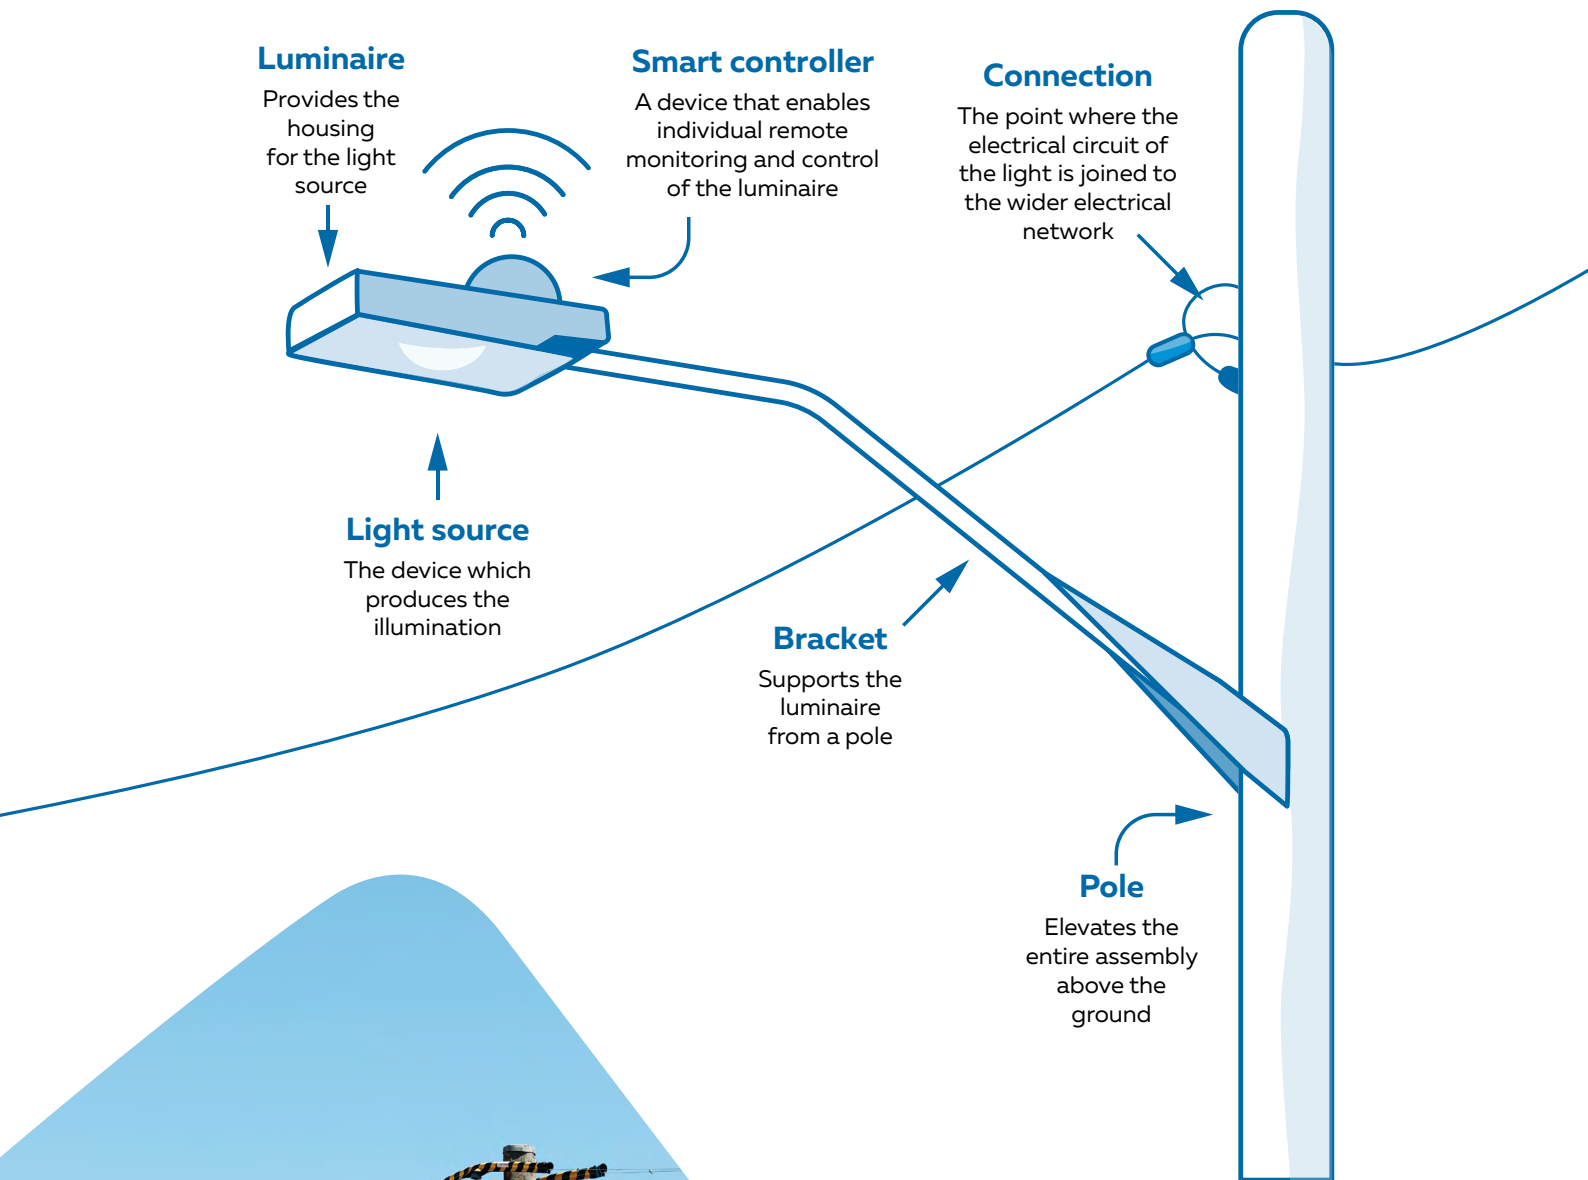 Luminaire
Provides the
housing
for the light
source
Smart controller
A device that enables
individual remote
monitoring and control
of the luminaire
Connection
The point where the
electrical circuit of
the light is joined to
the wider electrical
network
Light source
The device which
produces the
illumination
Bracket
Supports the
luminaire
from a pole
Pole
Elevates the
entire assembly
above the
ground